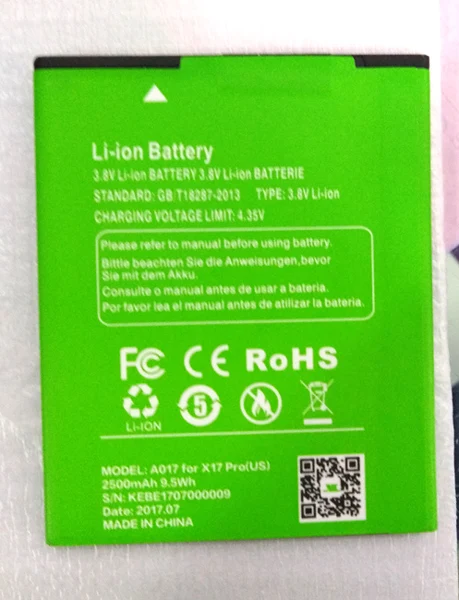 Li-ion Battery
3.8V Li-ion BATTERY 3.8V Li-ion BATTERIE
STANDARD: GB/T18287-2013 TYPE: 3.8V Li-ion
CHARGING VOLTAGE LIMIT: 4.35V
Please refer to manual before using battery.
Bittie beachten Sie die Anweisungen,bevor
Sie mit dem Akku.
Consulte o manual antes de usar a bateria.
Por favor lea el manual antes de utilizar la bateria.
FC CE RoHS
5
LI-ION
MODEL: A017 for X17 Pro(US)
2500mAh 9.5Wh
S/N: KEBE1707000009
Date: 2017.07
MADE IN CHINA